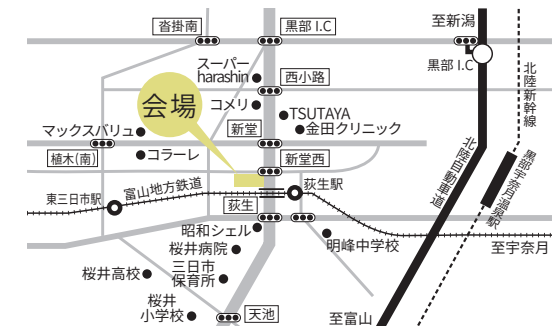 至新潟
沓掛南
黒部 I.C
黒部 I.C
スーパー
harashin
西小路
北陸新幹線
会場
コメリ
TSUTAYA
金田クリニック
マックスバリュ
新堂
植木(南)
コラーレ
新堂西
北陸自動車道
黒部宇奈月温泉駅
東三日市駅
富山地方鉄道
荻生駅
荻生
昭和シェル
桜井病院
明峰中学校
至宇奈月
桜井高校
三日市
保育所
桜井
小学校
天池
至富山